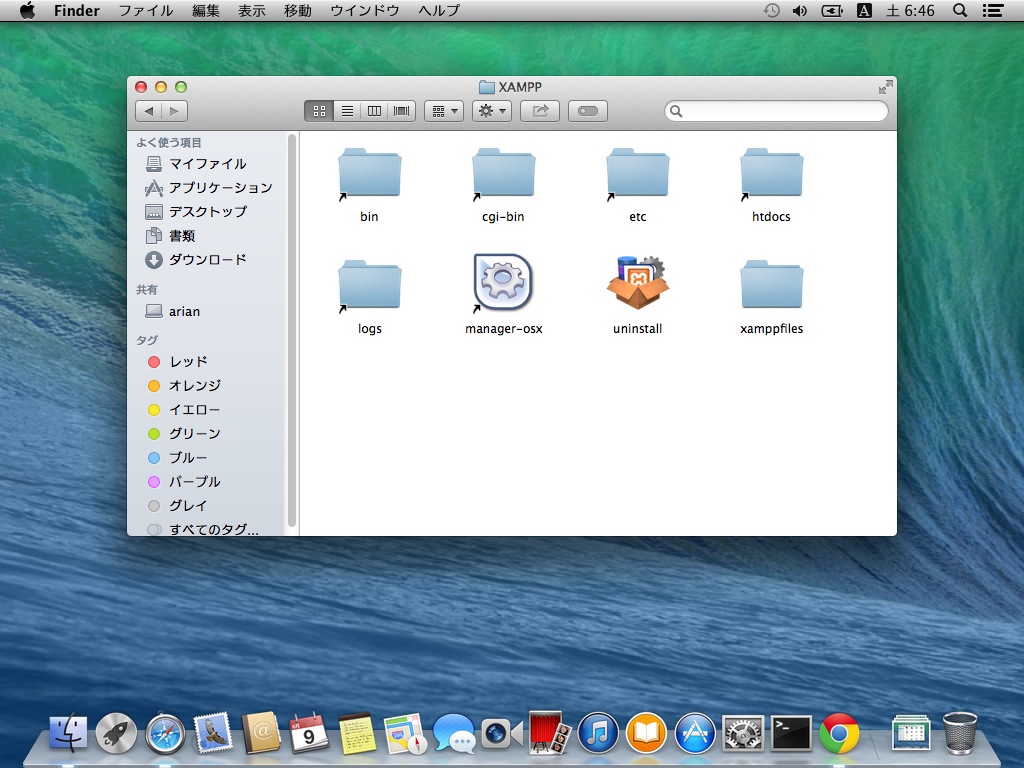 Finder ファイル 編集 表示 移動 ウインドウ ヘルプ A 土 6:46
XAMPP
よく使う項目
マイファイル
アプリケーション
デスクトップ
書類
ダウンロード
共有
arian
タグ
レッド
オレンジ
イエロー
グリーン
ブルー
パープル
グレイ
すべてのタグ...
bin
cgi-bin
etc
htdocs
logs
manager-osx
uninstall
xamppfiles
9